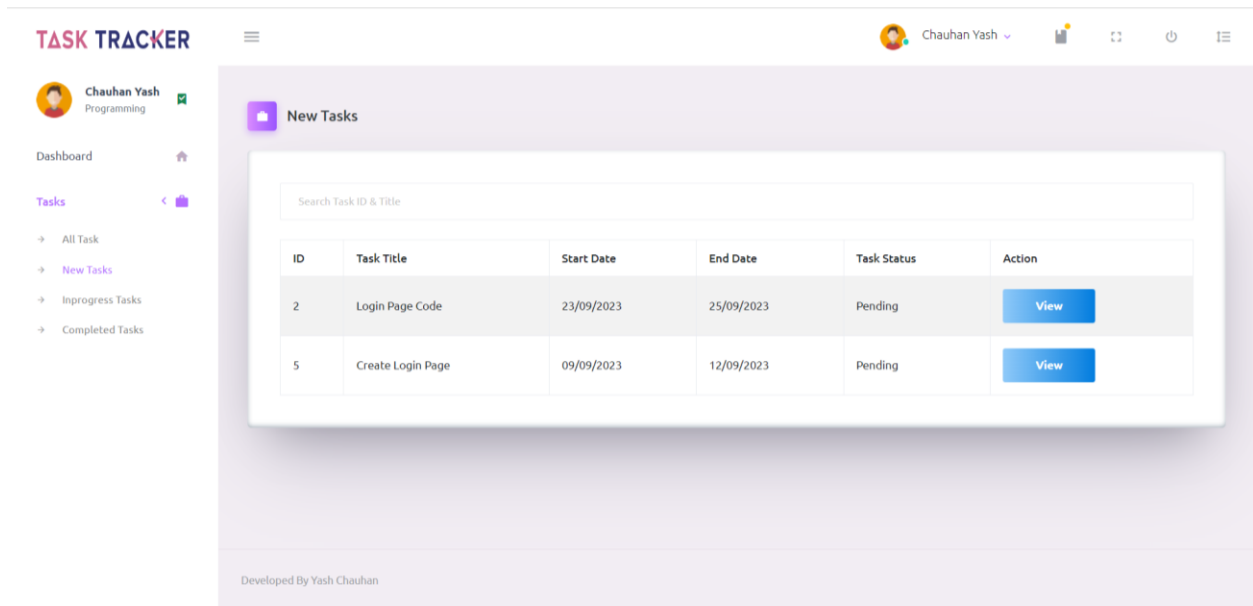 TASK TRACKER
Chauhan Yash
Chauhan Yash
Programming
Dashboard
Tasks
All Task
New Tasks
Inprogress Tasks
Completed Tasks
New Tasks
Search Task ID & Title
ID Task Title Start Date End Date Task Status Action
2 Login Page Code 23/09/2023 25/09/2023 Pending View
5 Create Login Page 09/09/2023 12/09/2023 Pending View
Developed By Yash Chauhan